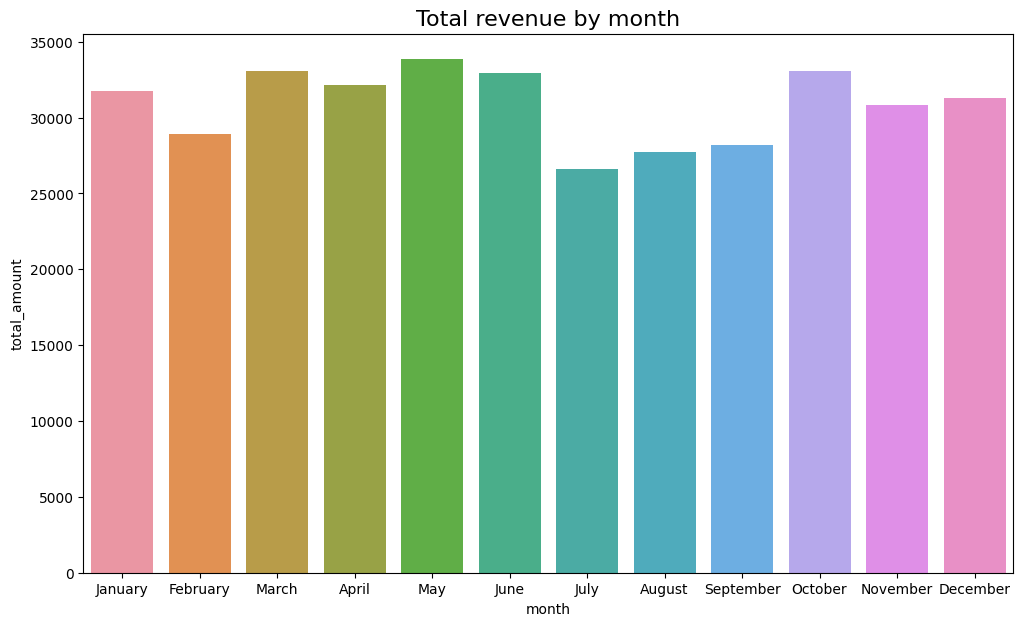 Total revenue by month
35000
30000
25000
20000
15000
10000
5000
0
total_amount
January February March April May June July August September October November December
month